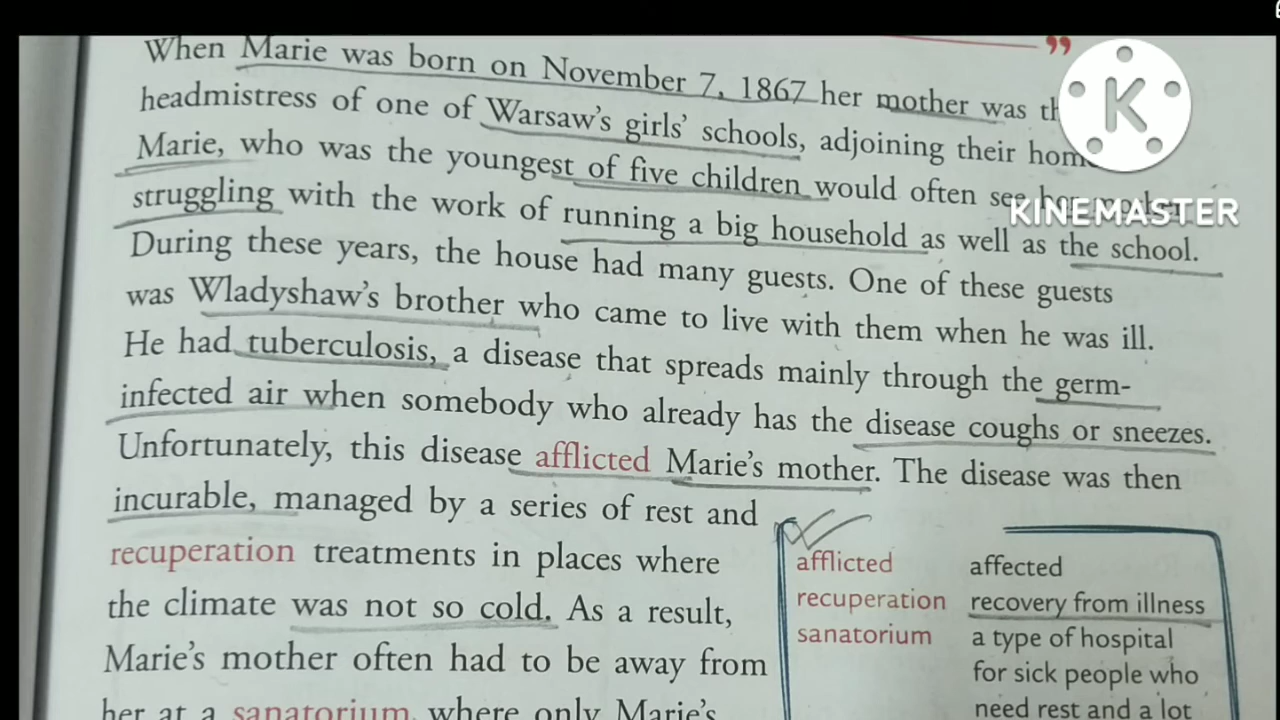 When Marie was born on November 7, 1867 her mother was
headmistress of one of Warsaw's girls' schools, adjoining their
Marie, who was the youngest of five children would often see
struggling with the work of running a big household as well as the school.
During these years, the house had many guests. One of these guests
was Wladyshaw's brother who came to live with them when he was ill.
He had tuberculosis, a disease that spreads mainly through the germ-
infected air when somebody who already has the disease coughs or sneezes.
Unfortunately, this disease afflicted Marie's mother. The disease was then
incurable, managed by a series of rest and
recuperation treatments in places where
the climate was not so cold. As a result,
Marie's mother often had to be away from
her at a sanatorium, where only Marie's
afflicted affected
recuperation recovery from illness
sanatorium a type of hospital
for sick people who
need rest and a lot
K
KINEMASTER